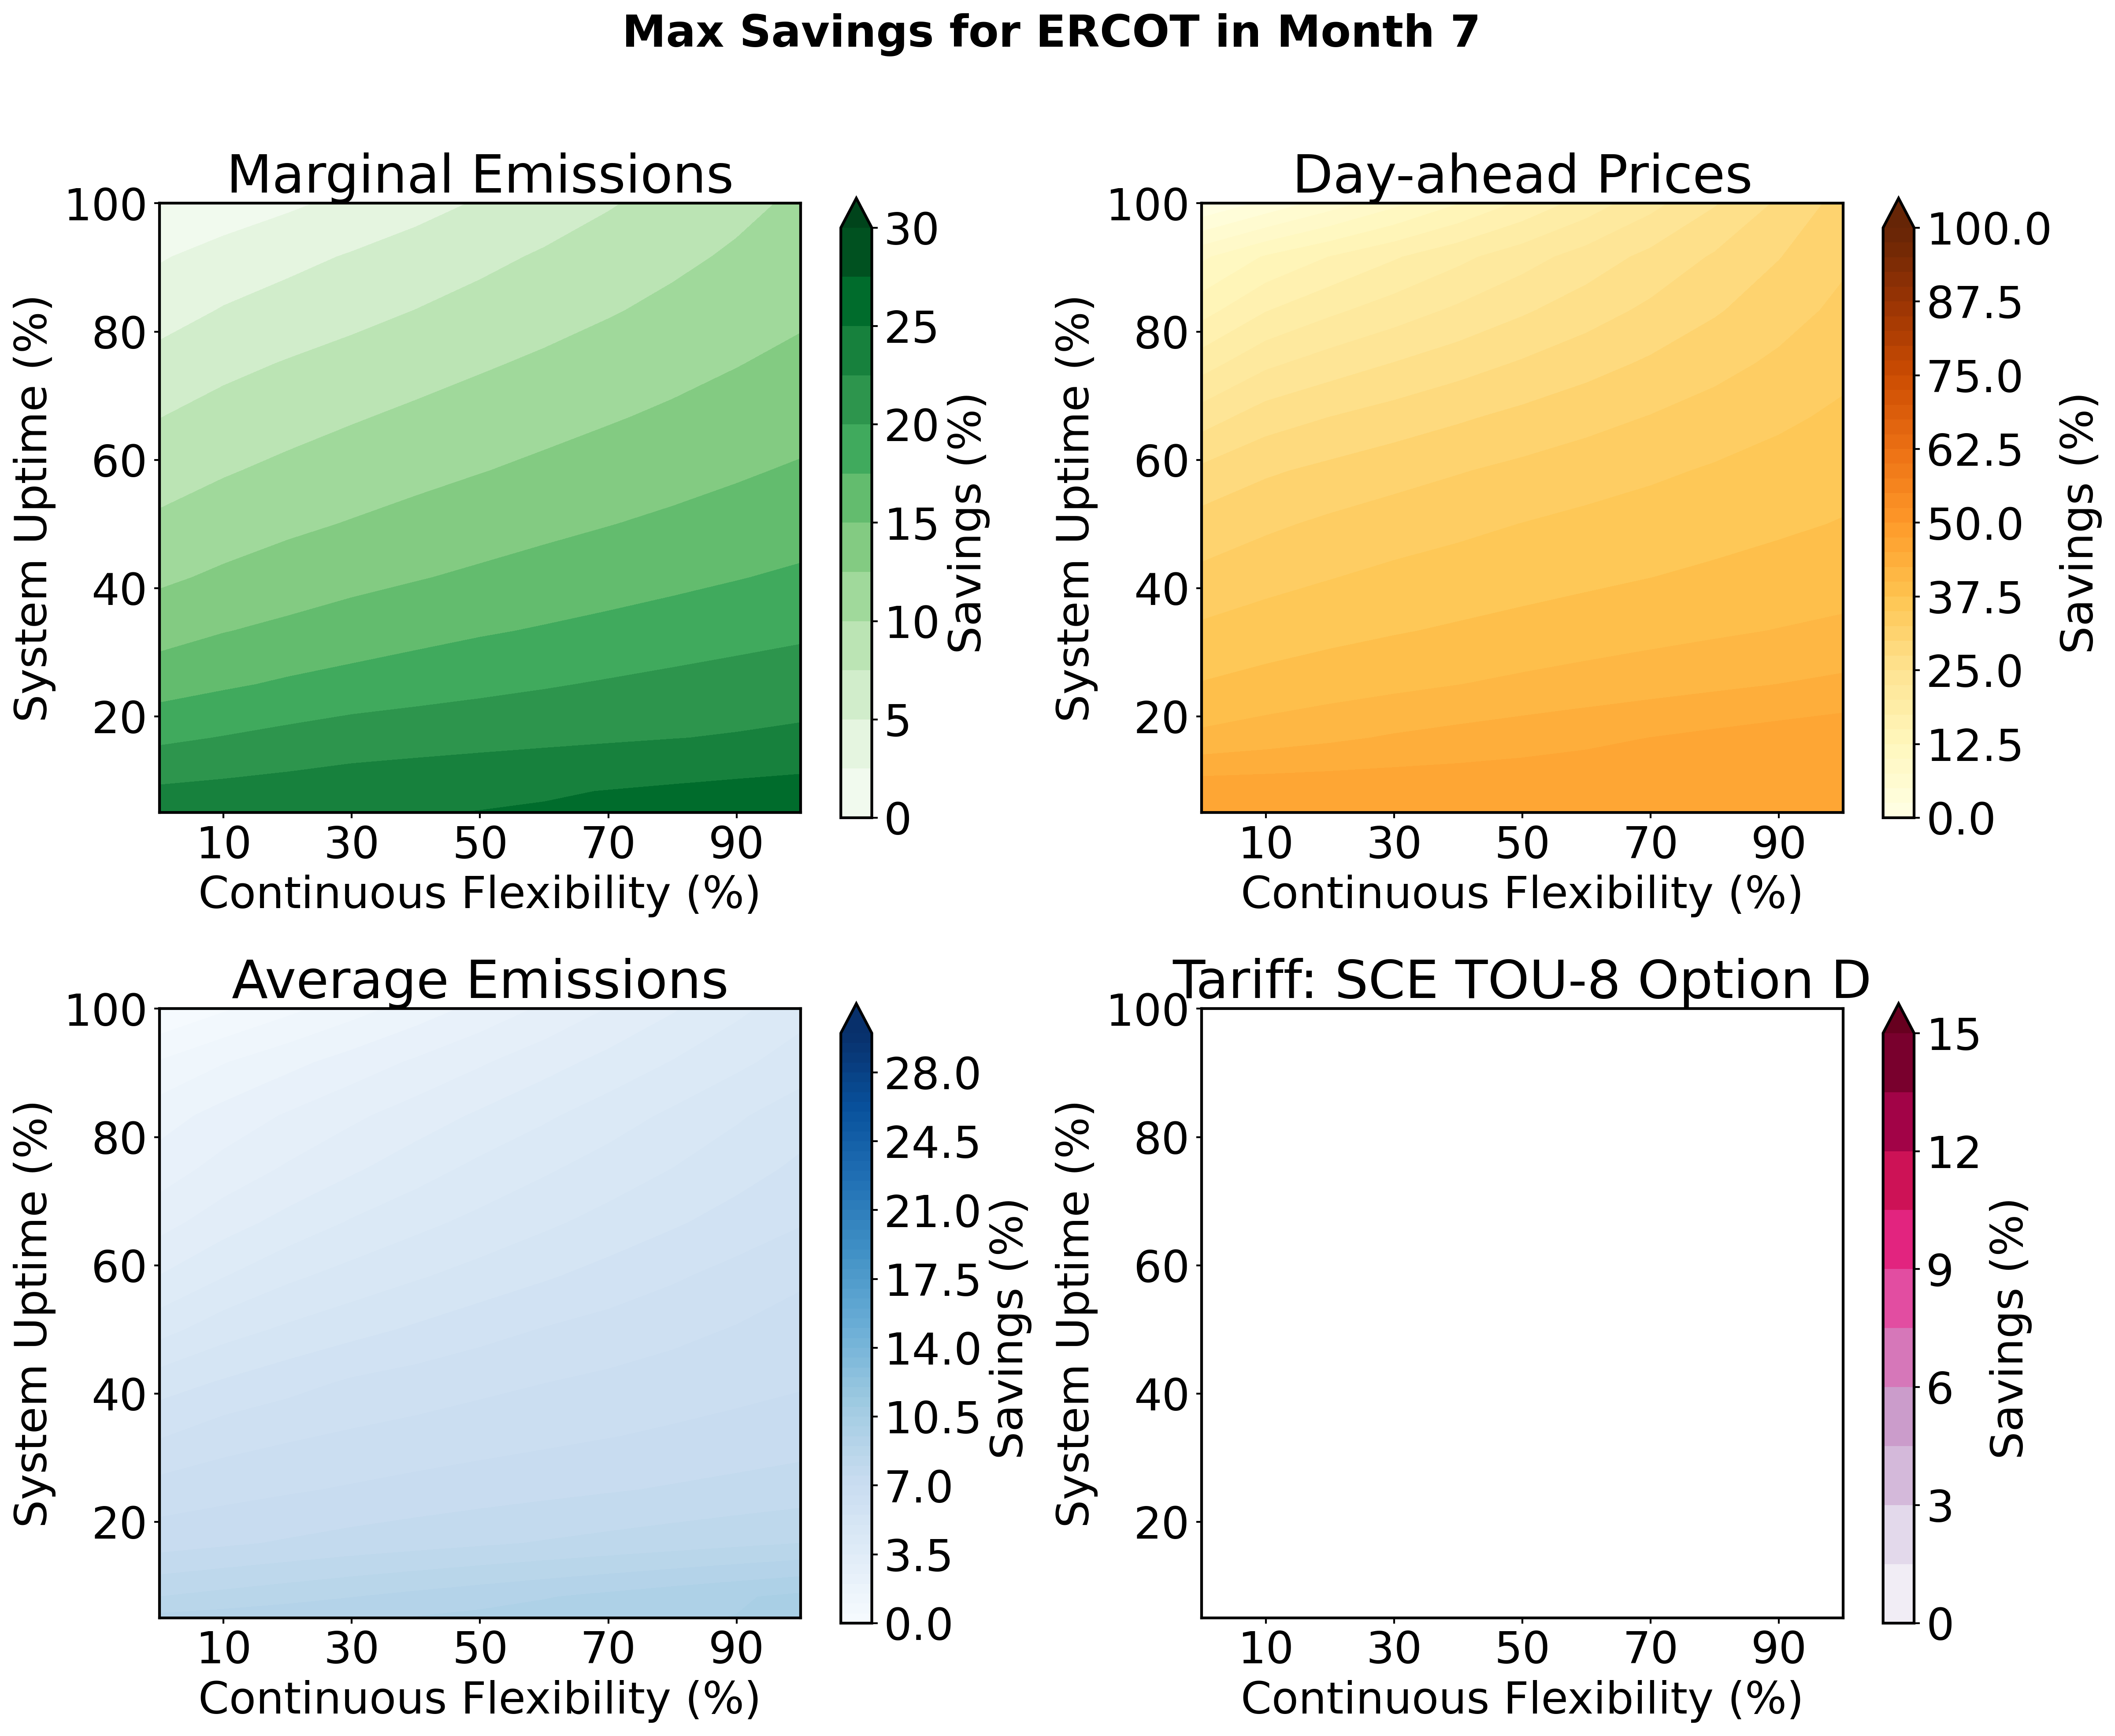 Max Savings for ERCOT in Month 7
Marginal Emissions
System Uptime (%)
100
80
60
40
20
10 30 50 70 90
Continuous Flexibility (%)
30
25
20
15
10
5
0
Savings (%)
Day-ahead Prices
System Uptime (%)
100
80
60
40
20
10 30 50 70 90
Continuous Flexibility (%)
100.0
87.5
75.0
62.5
50.0
37.5
25.0
12.5
0.0
Savings (%)
Average Emissions
System Uptime (%)
100
80
60
40
20
10 30 50 70 90
Continuous Flexibility (%)
28.0
24.5
21.0
17.5
14.0
10.5
7.0
3.5
0.0
Savings (%)
Tariff: SCE TOU-8 Option D
System Uptime (%)
100
80
60
40
20
10 30 50 70 90
Continuous Flexibility (%)
15
12
9
6
3
0
Savings (%)